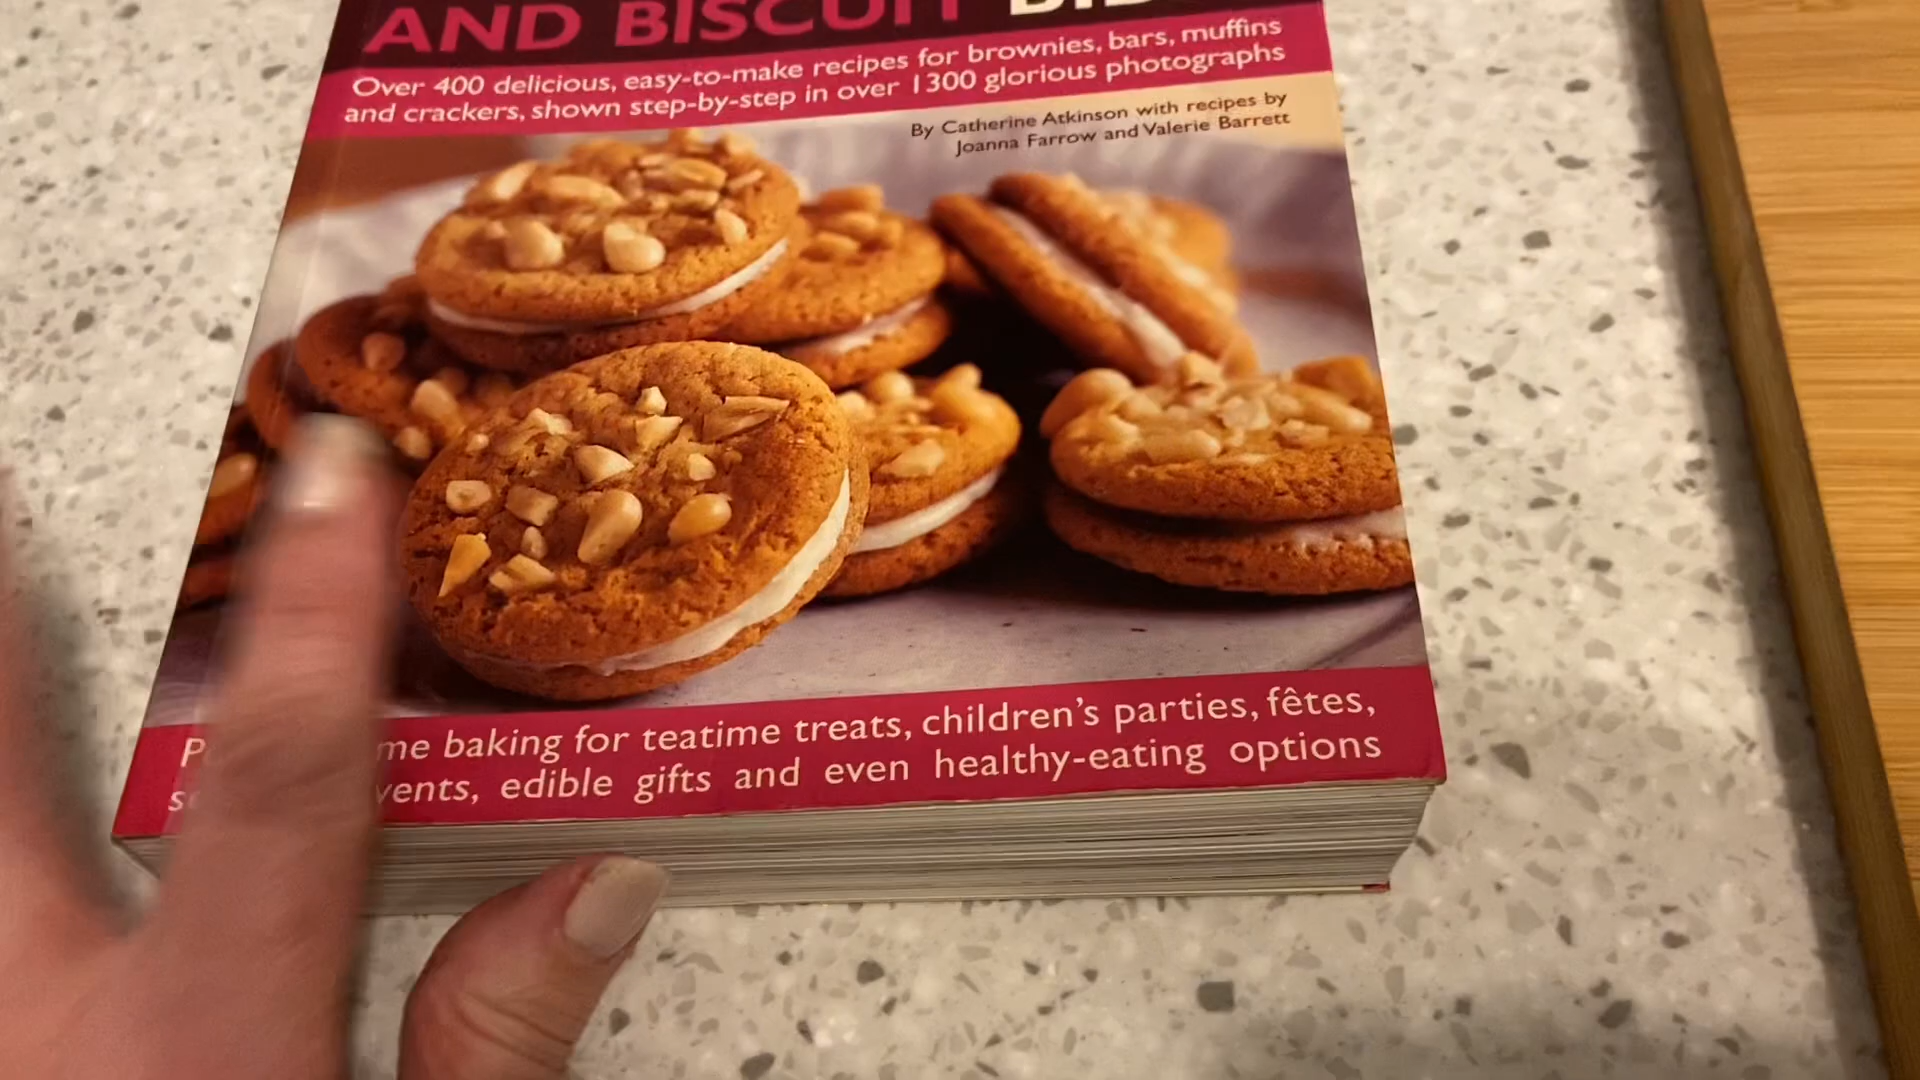 AND BISCUIT
Over 400 delicious, easy-to-make recipes for brownies, bars, muffins
and crackers, shown step-by-step in over 1300 glorious photographs
By Catherine Atkinson with recipes by
Joanna Farrow and Valerie Barrett
baking for teatime treats, children's parties, fêtes,
edible gifts and even healthy-eating options